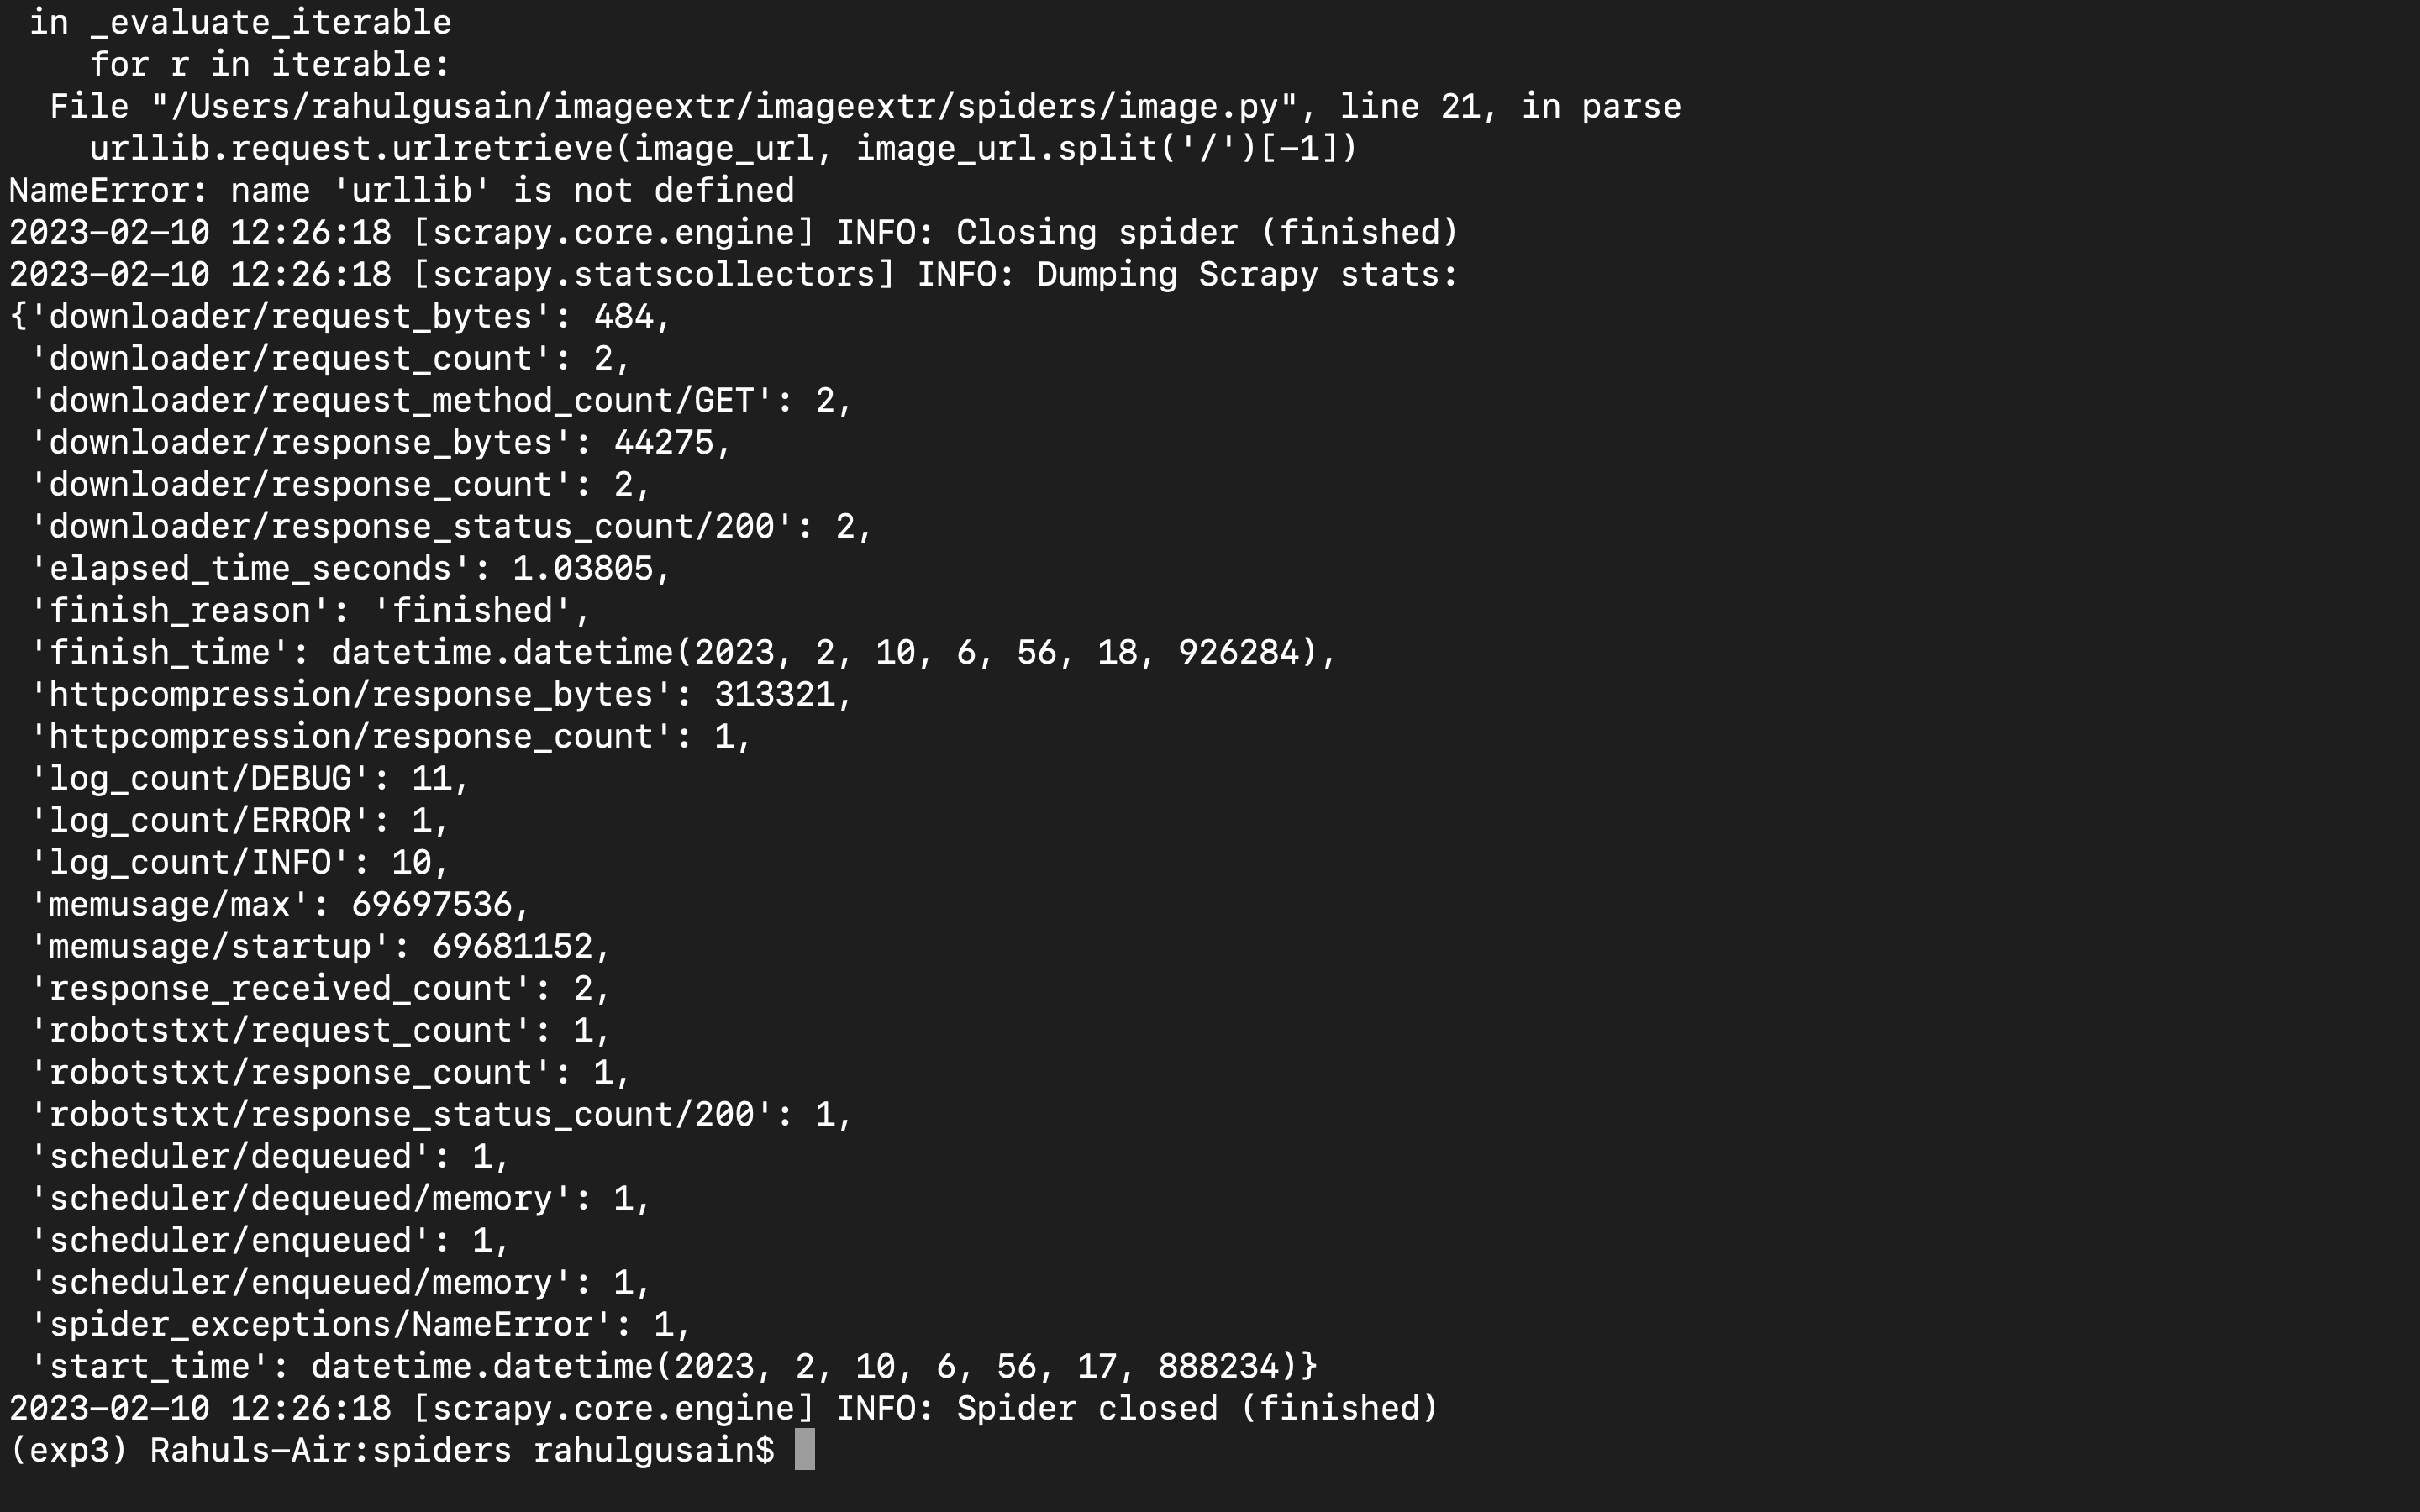 in _evaluate_iterable
for r in iterable:
File "/Users/rahulgusain/imageextr/imageextr/spiders/image.py", line 21, in parse
urllib.request.urlretrieve(image_url, image_url.split('/')[-1])
NameError: name 'urllib' is not defined
2023-02-10 12:26:18 [scrapy.core.engine] INFO: Closing spider (finished)
2023-02-10 12:26:18 [scrapy.statscollectors] INFO: Dumping Scrapy stats:
{'downloader/request_bytes': 484,
'downloader/request_count': 2,
'downloader/request_method_count/GET': 2,
'downloader/response_bytes': 44275,
'downloader/response_count': 2,
'downloader/response_status_count/200': 2,
'elapsed_time_seconds': 1.03805,
'finish_reason': 'finished',
'finish_time': datetime.datetime(2023, 2, 10, 6, 56, 18, 926284),
'httpcompression/response_bytes': 313321,
'httpcompression/response_count': 1,
'log_count/DEBUG': 11,
'log_count/ERROR': 1,
'log_count/INFO': 10,
'memusage/max': 69697536,
'memusage/startup': 69681152,
'response_received_count': 2,
'robotstxt/request_count': 1,
'robotstxt/response_count': 1,
'robotstxt/response_status_count/200': 1,
'scheduler/dequeued': 1,
'scheduler/dequeued/memory': 1,
'scheduler/enqueued': 1,
'scheduler/enqueued/memory': 1,
'spider_exceptions/NameError': 1,
'start_time': datetime.datetime(2023, 2, 10, 6, 56, 17, 888234)}
2023-02-10 12:26:18 [scrapy.core.engine] INFO: Spider closed (finished)
(exp3) Rahuls-Air:spiders rahulgusain$